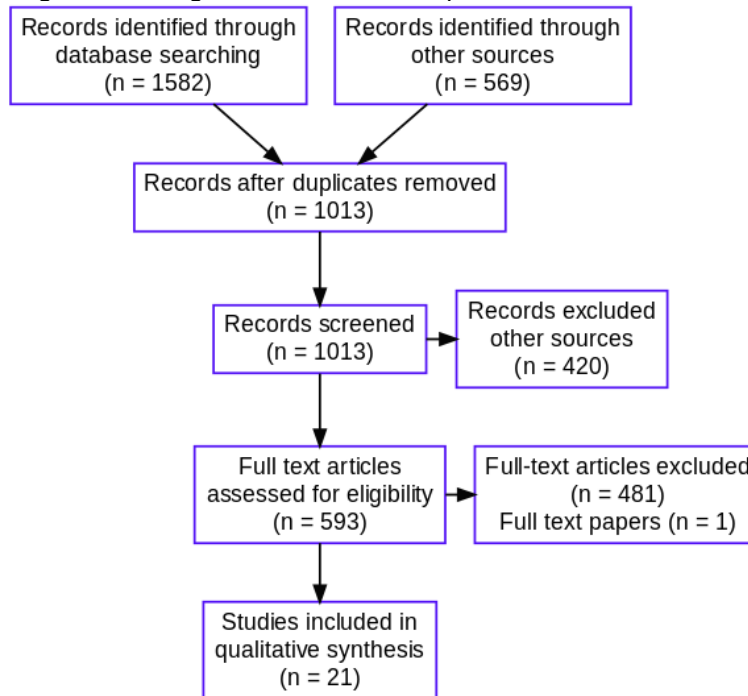 Records identified through
database searching
(n = 1582)
Records identified through
other sources
(n = 569)
Records after duplicates removed
(n = 1013)
Records screened
(n = 1013)
Records excluded
other sources
(n = 420)
Full text articles
assessed for eligibility
(n = 593)
Full-text articles excluded
(n = 481)
Full text papers (n = 1)
Studies included in
qualitative synthesis
(n = 21)